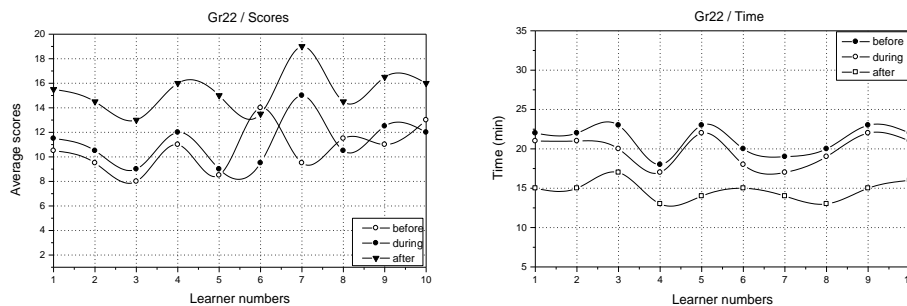 Gr22 / Scores
Average scores
20
18
16
14
12
10
8
6
4
2
before
during
after
1 2 3 4 5 6 7 8 9 10
Learner numbers
Gr22 / Time
Time (min)
35
30
25
20
15
10
5
before
during
after
1 2 3 4 5 6 7 8 9 1
Learner numbers